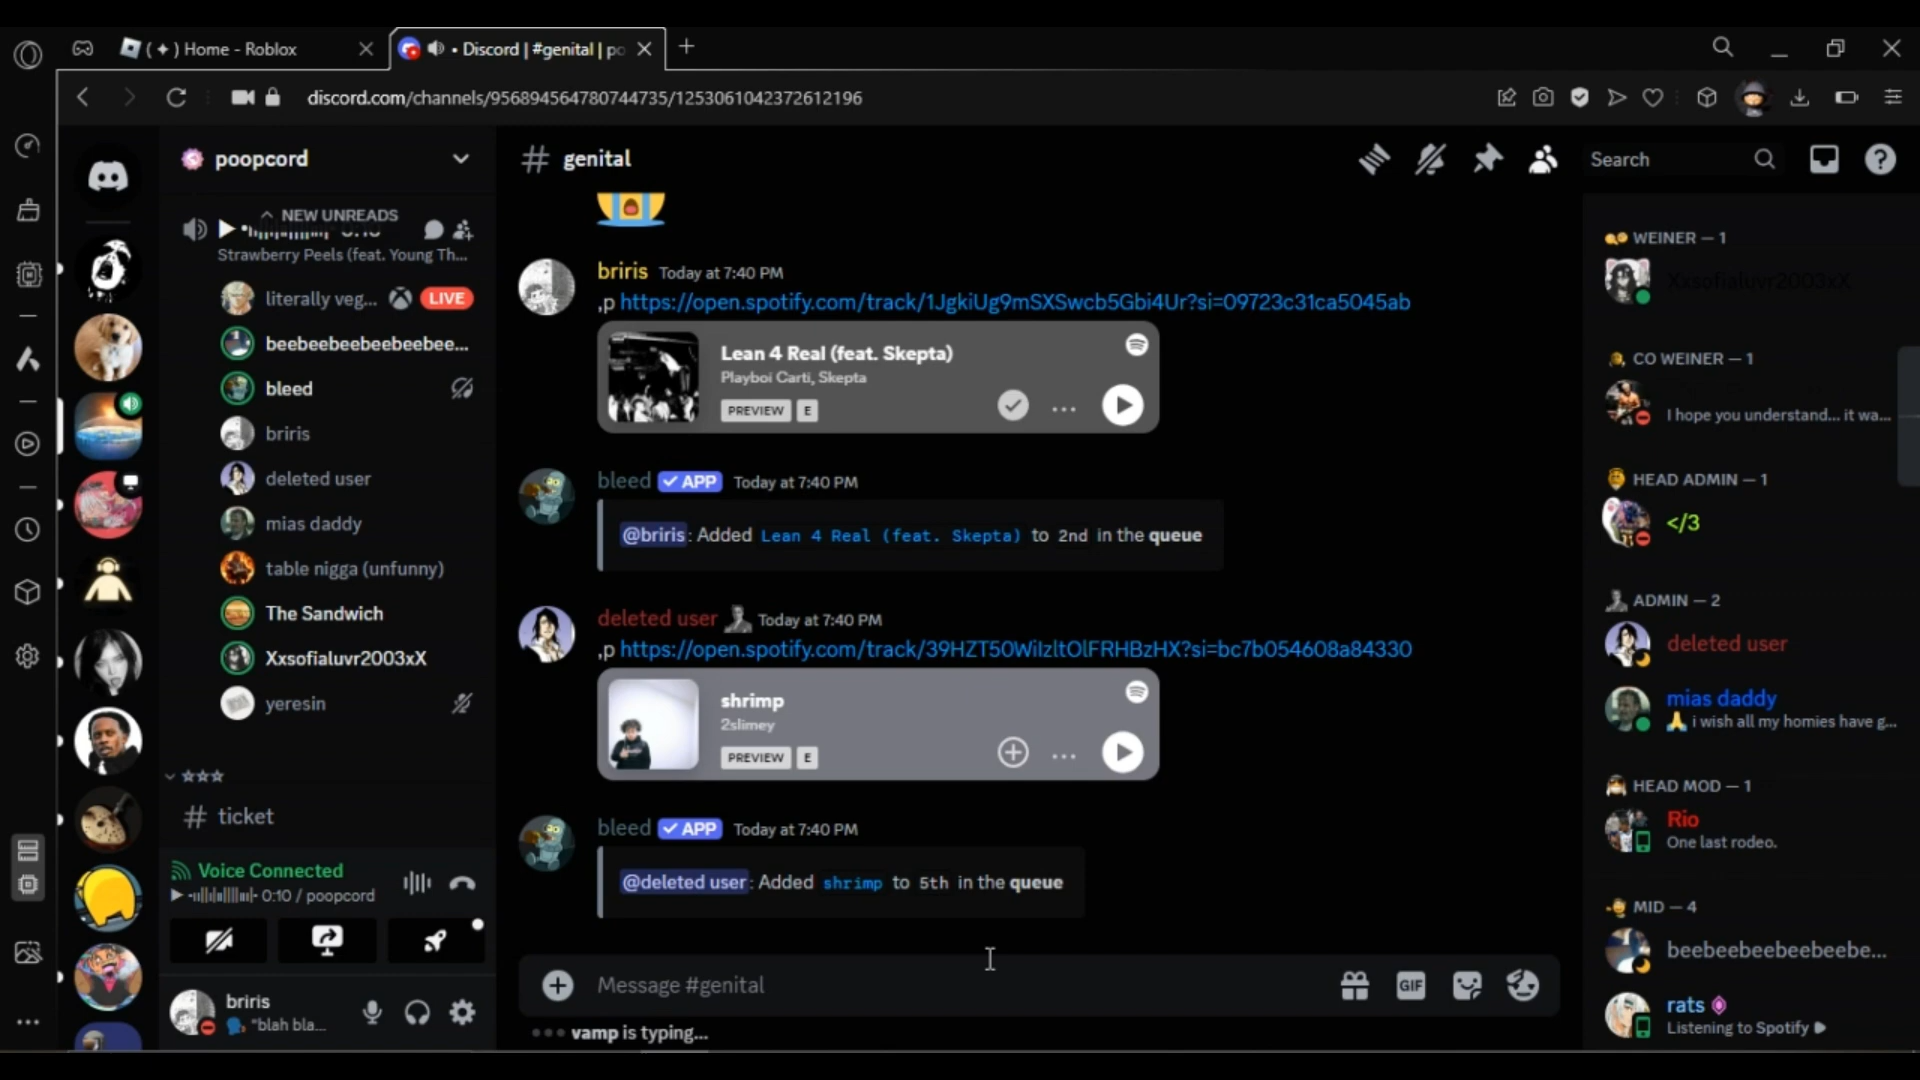 ( ✦ ) Home - Roblox
• Discord | #genital | po
discord.com/channels/956894564780744735/1253061042372612196
poopcord
NEW UNREADS
Strawberry Peels (feat. Young Th...
literally veg... LIVE
beebeebeebeebeebee...
bleed
briris
deleted user
mias daddy
table nigga (unfunny)
The Sandwich
Xxsofialuvr2003xX
yeresin
☆☆☆
# ticket
Voice Connected
0:10 / poopcord
briris
"blah bla...
# genital
Search
briris Today at 7:40 PM
,p https://open.spotify.com/track/1JgkiUg9mSXSwcb5Gbi4Ur?si=09723c31ca5045ab
Lean 4 Real (feat. Skepta)
Playboi Carti, Skepta
PREVIEW E
bleed ✓ APP Today at 7:40 PM
@briris: Added Lean 4 Real (feat. Skepta) to 2nd in the queue
deleted user Today at 7:40 PM
,p https://open.spotify.com/track/39HZT50WiIzltOlFRHBzHX?si=bc7b054608a84330
shrimp
2slimey
PREVIEW E
bleed ✓ APP Today at 7:40 PM
@deleted user: Added shrimp to 5th in the queue
Message #genital
GIF
vamp is typing...
WEINER — 1
Xxsofialuvr2003xX
CO WEINER — 1
I hope you understand... it wa...
HEAD ADMIN — 1
</3
ADMIN — 2
deleted user
mias daddy
🙏 i wish all my homies have g...
HEAD MOD — 1
Rio
One last rodeo.
MID — 4
beebeebeebeebeebe...
rats
Listening to Spotify